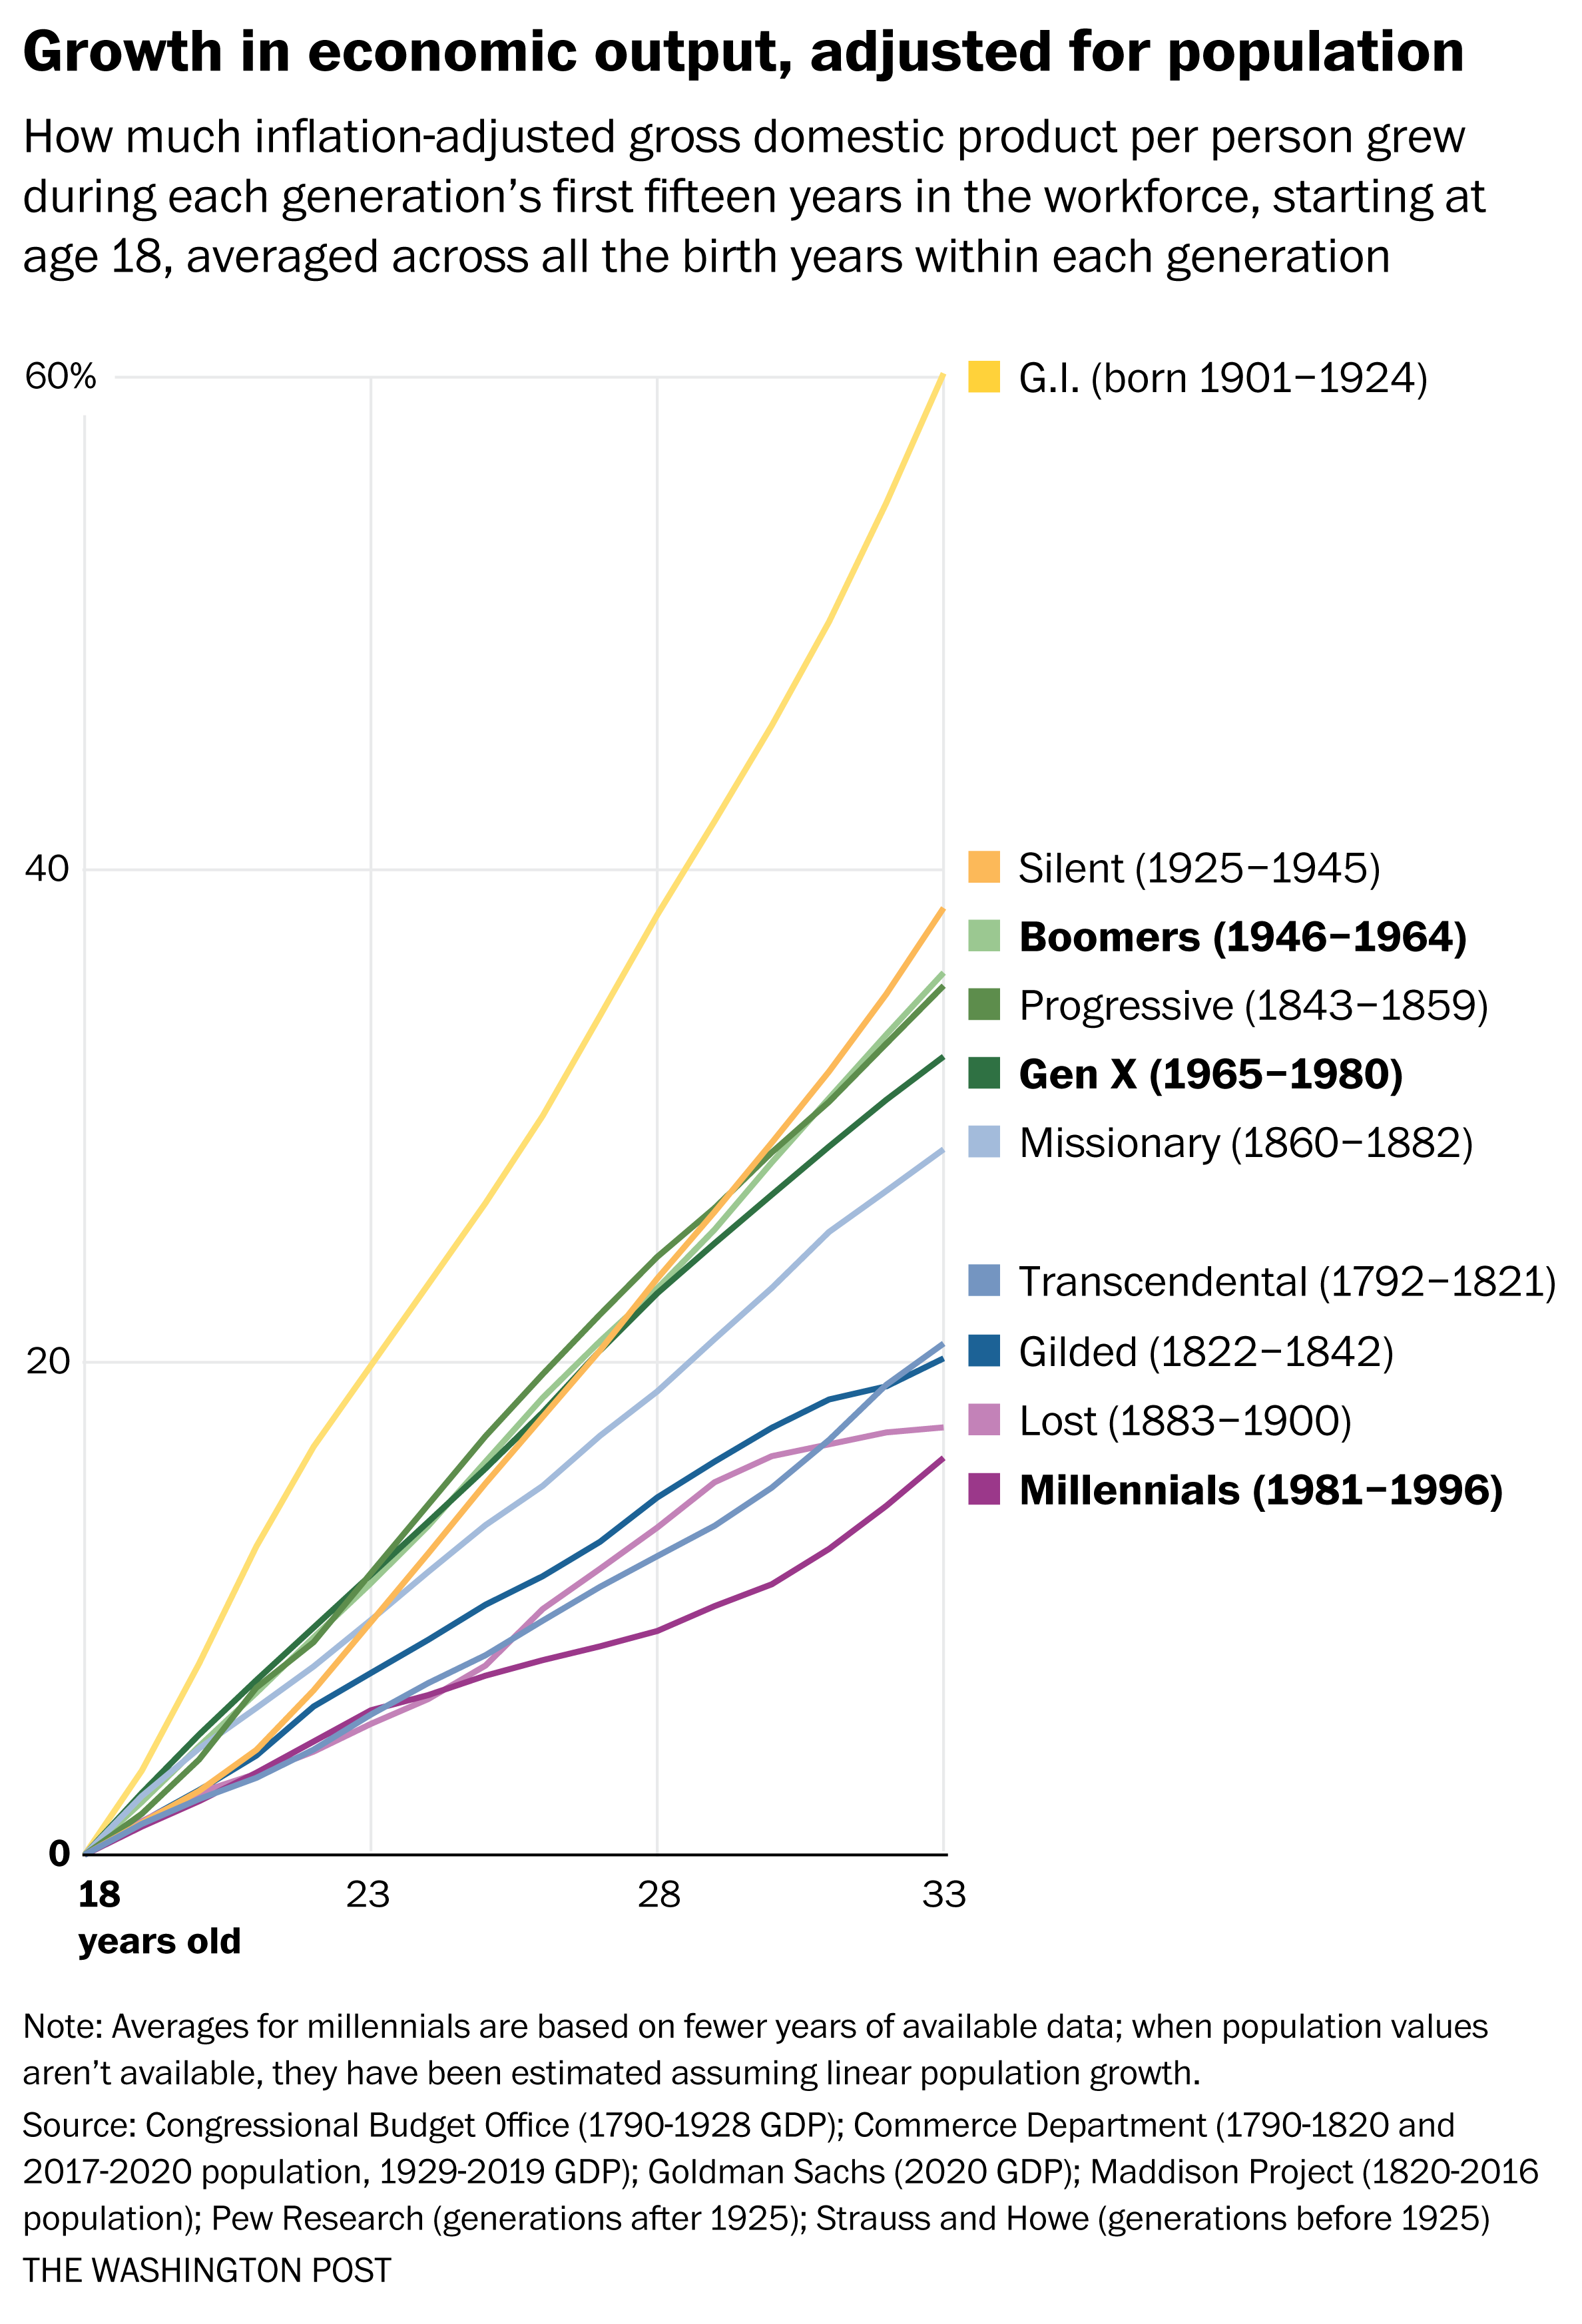 Growth in economic output, adjusted for population
How much inflation-adjusted gross domestic product per person grew
during each generation’s first fifteen years in the workforce, starting at
age 18, averaged across all the birth years within each generation
60%
G.I. (born 1901–1924)
40
Silent (1925–1945)
Boomers (1946–1964)
Progressive (1843–1859)
Gen X (1965–1980)
Missionary (1860–1882)
Transcendental (1792–1821)
20
Gilded (1822–1842)
Lost (1883–1900)
Millennials (1981–1996)
0
18 23 28 33
years old
Note: Averages for millennials are based on fewer years of available data; when population values
aren’t available, they have been estimated assuming linear population growth.
Source: Congressional Budget Office (1790-1928 GDP); Commerce Department (1790-1820 and
2017-2020 population, 1929-2019 GDP); Goldman Sachs (2020 GDP); Maddison Project (1820-2016
population); Pew Research (generations after 1925); Strauss and Howe (generations before 1925)
THE WASHINGTON POST